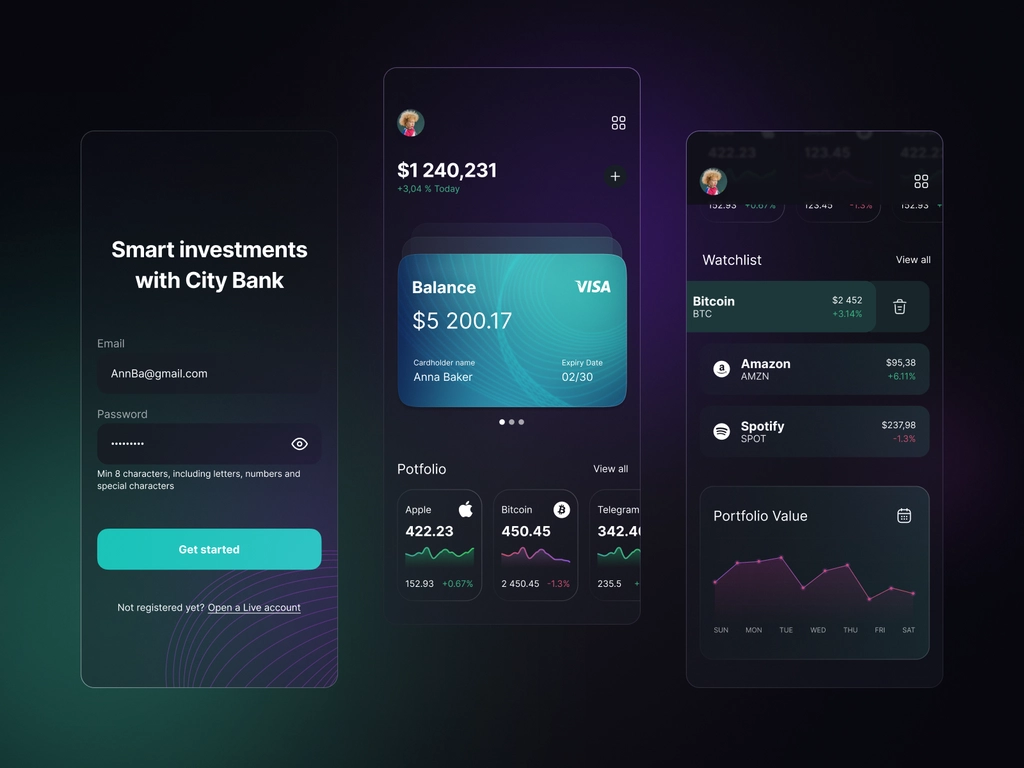 Smart investments
with City Bank
Email
AnnBa@gmail.com
Password
•••••••••
Min 8 characters, including letters, numbers and
special characters
Get started
Not registered yet? Open a Live account
$1 240,231
+3,04 % Today
Balance
VISA
$5 200.17
Cardholder name
Expiry Date
Anna Baker
02/30
Potfolio
View all
Apple
422.23
152.93 +0.67%
Bitcoin
450.45
2 450.45 -1.3%
Telegram
342.4
235.5 +
422.23 123.45 422.2
152.93 +0.67% 123.45 -1.3% 152.93 +
Watchlist
View all
Bitcoin
BTC
$2 452
+3.14%
Amazon
AMZN
$95,38
+6.11%
Spotify
SPOT
$237,98
-1.3%
Portfolio Value
SUN MON TUE WED THU FRI SAT